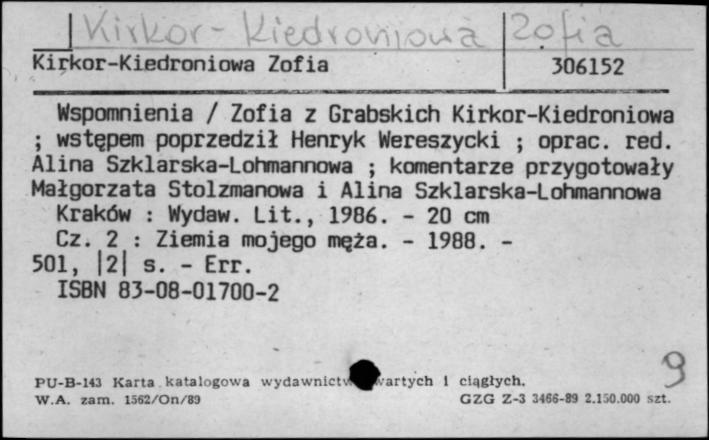 Kirkor-Kiedroniowa Zofia
Kirkor-Kiedroniowa Zofia 306152
Wspomnienia / Zofia z Grabskich Kirkor-Kiedroniowa
; wstępem poprzedził Henryk Wereszycki ; oprac. red.
Alina Szklarska-Lohmannowa ; komentarze przygotowały
Małgorzata Stolzmanowa i Alina Szklarska-Lohmannowa
Kraków : Wydaw. Lit., 1986. - 20 cm
Cz. 2 : Ziemia mojego męża. - 1988. -
501, |2| s. - Err.
ISBN 83-08-01700-2
9
PU-B-143 Karta katalogowa wydawnictw wartych i ciągłych.
W.A. zam. 1562/On/89 GZG Z-3 3466-89 2.150.000 szt.